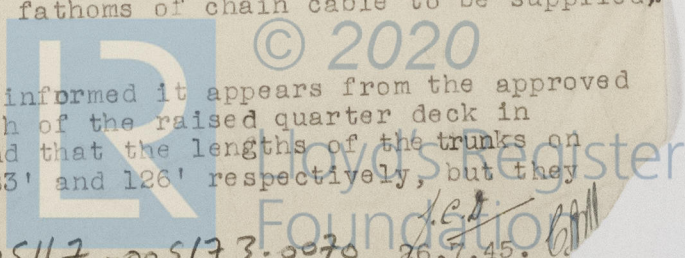 fathoms of chain cable to be supplied,
© 2020
informed it appears from the approved
h of the raised quarter deck in
d that the lengths of the trunks on
3' and 126' respectively, but they
Lloyd's Register
Foundation
J.C.D.
26.7.45.